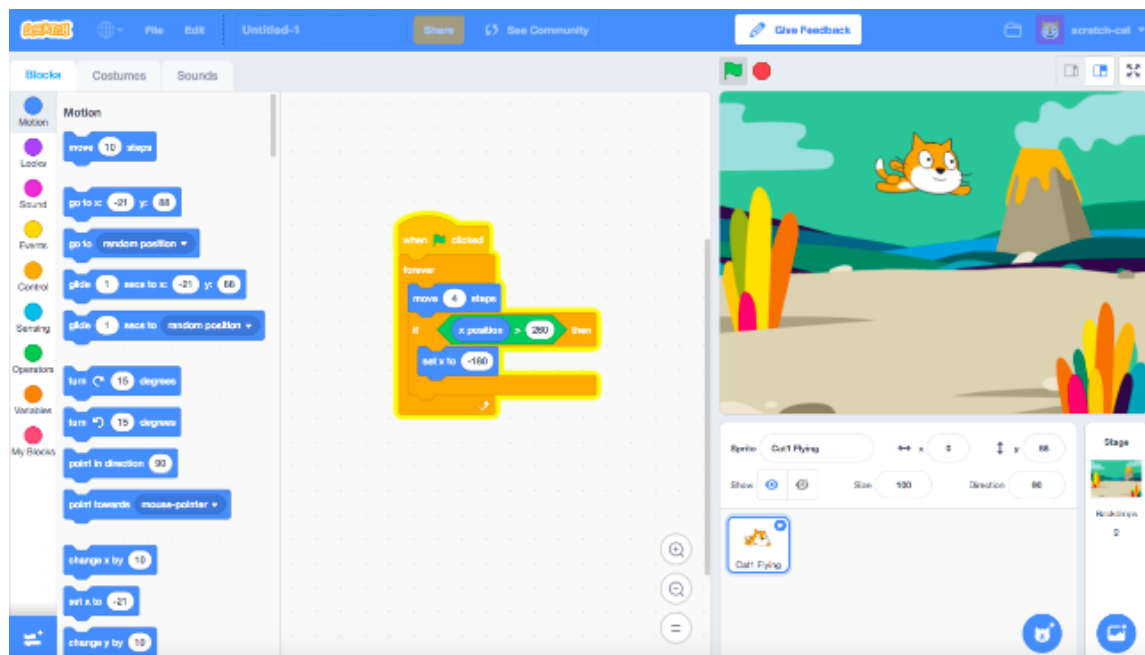 SCRATCH
File Edit Untitled-1 Share See Community Give Feedback scratch-cat
Blocks Costumes Sounds
Motion
Looks
Sound
Events
Control
Sensing
Operators
Variables
My Blocks
Motion
move 10 steps
go to x: -21 y: 88
go to random position
glide 1 secs to x: -21 y: 88
glide 1 secs to random position
turn 15 degrees
turn 15 degrees
point in direction 90
point towards mouse-pointer
change x by 10
set x to -21
change y by 10
when clicked
forever
move 4 steps
if x position > 260 then
set x to -180
Sprite Cat1 Flying x y 88
Show Size 100 Direction 90
Cat1 Flying
Stage
Backdrops
2